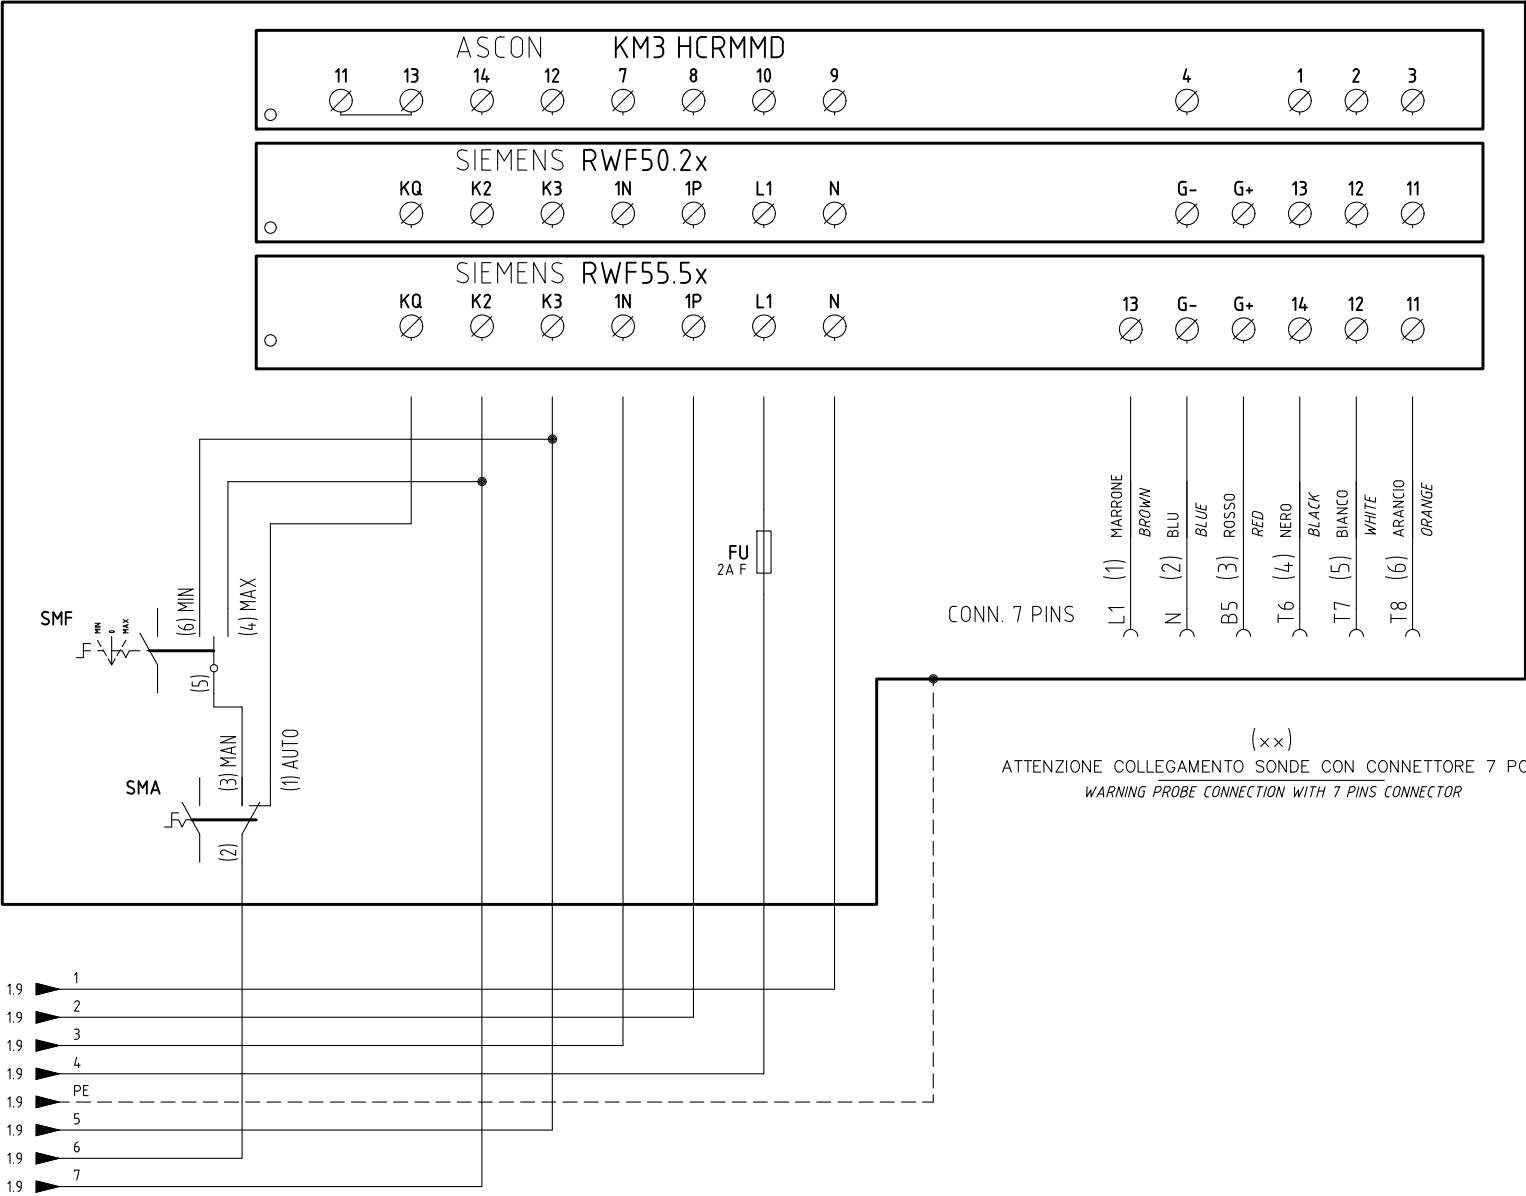 ASCON KM3 HCRMMD
11 13 14 12 7 8 10 9 4 1 2 3
SIEMENS RWF50.2x
KQ K2 K3 1N 1P L1 N G- G+ 13 12 11
SIEMENS RWF55.5x
KQ K2 K3 1N 1P L1 N 13 G- G+ 14 12 11
L1 (1) MARRONE
BROWN
N (2) BLU
BLUE
B5 (3) ROSSO
RED
T6 (4) NERO
BLACK
T7 (5) BIANCO
WHITE
T8 (6) ARANCIO
ORANGE
FU
2A F
CONN. 7 PINS
SMF
MIN
0
MAX
(6) MIN
(4) MAX
(5)
(3) MAN
(1) AUTO
SMA
(2)
(xx)
ATTENZIONE COLLEGAMENTO SONDE CON CONNETTORE 7 PO
WARNING PROBE CONNECTION WITH 7 PINS CONNECTOR
1.9 1
1.9 2
1.9 3
1.9 4
1.9 PE
1.9 5
1.9 6
1.9 7